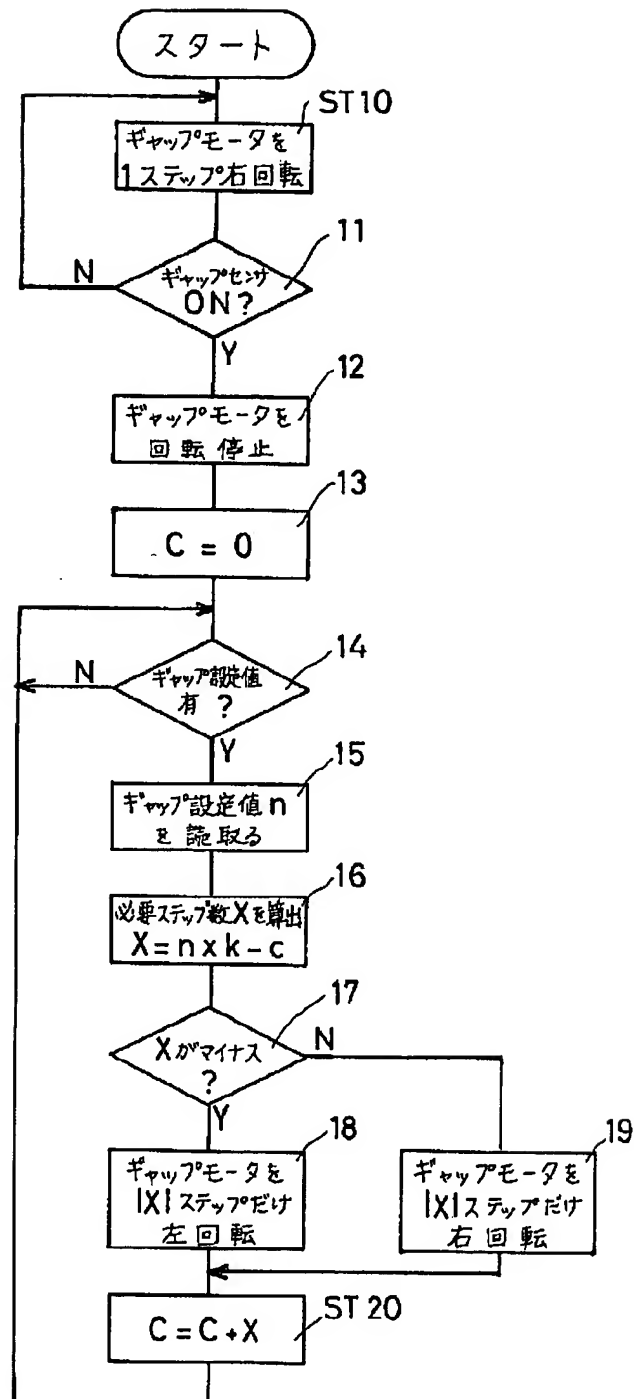 スタート
ST10
ギャップモータを
1ステップ右回転
11
ギャップセンサ
ON?
N
Y
12
ギャップモータを
回転停止
13
C = 0
14
ギャップ設定値
有 ?
N
Y
15
ギャップ設定値n
を読取る
16
必要ステップ数Xを算出
X=n×k-c
17
Xがマイナス
?
N
Y
18
ギャップモータを
|X|ステップだけ
左回転
19
ギャップモータを
|X|ステップだけ
右回転
ST20
C=C+X